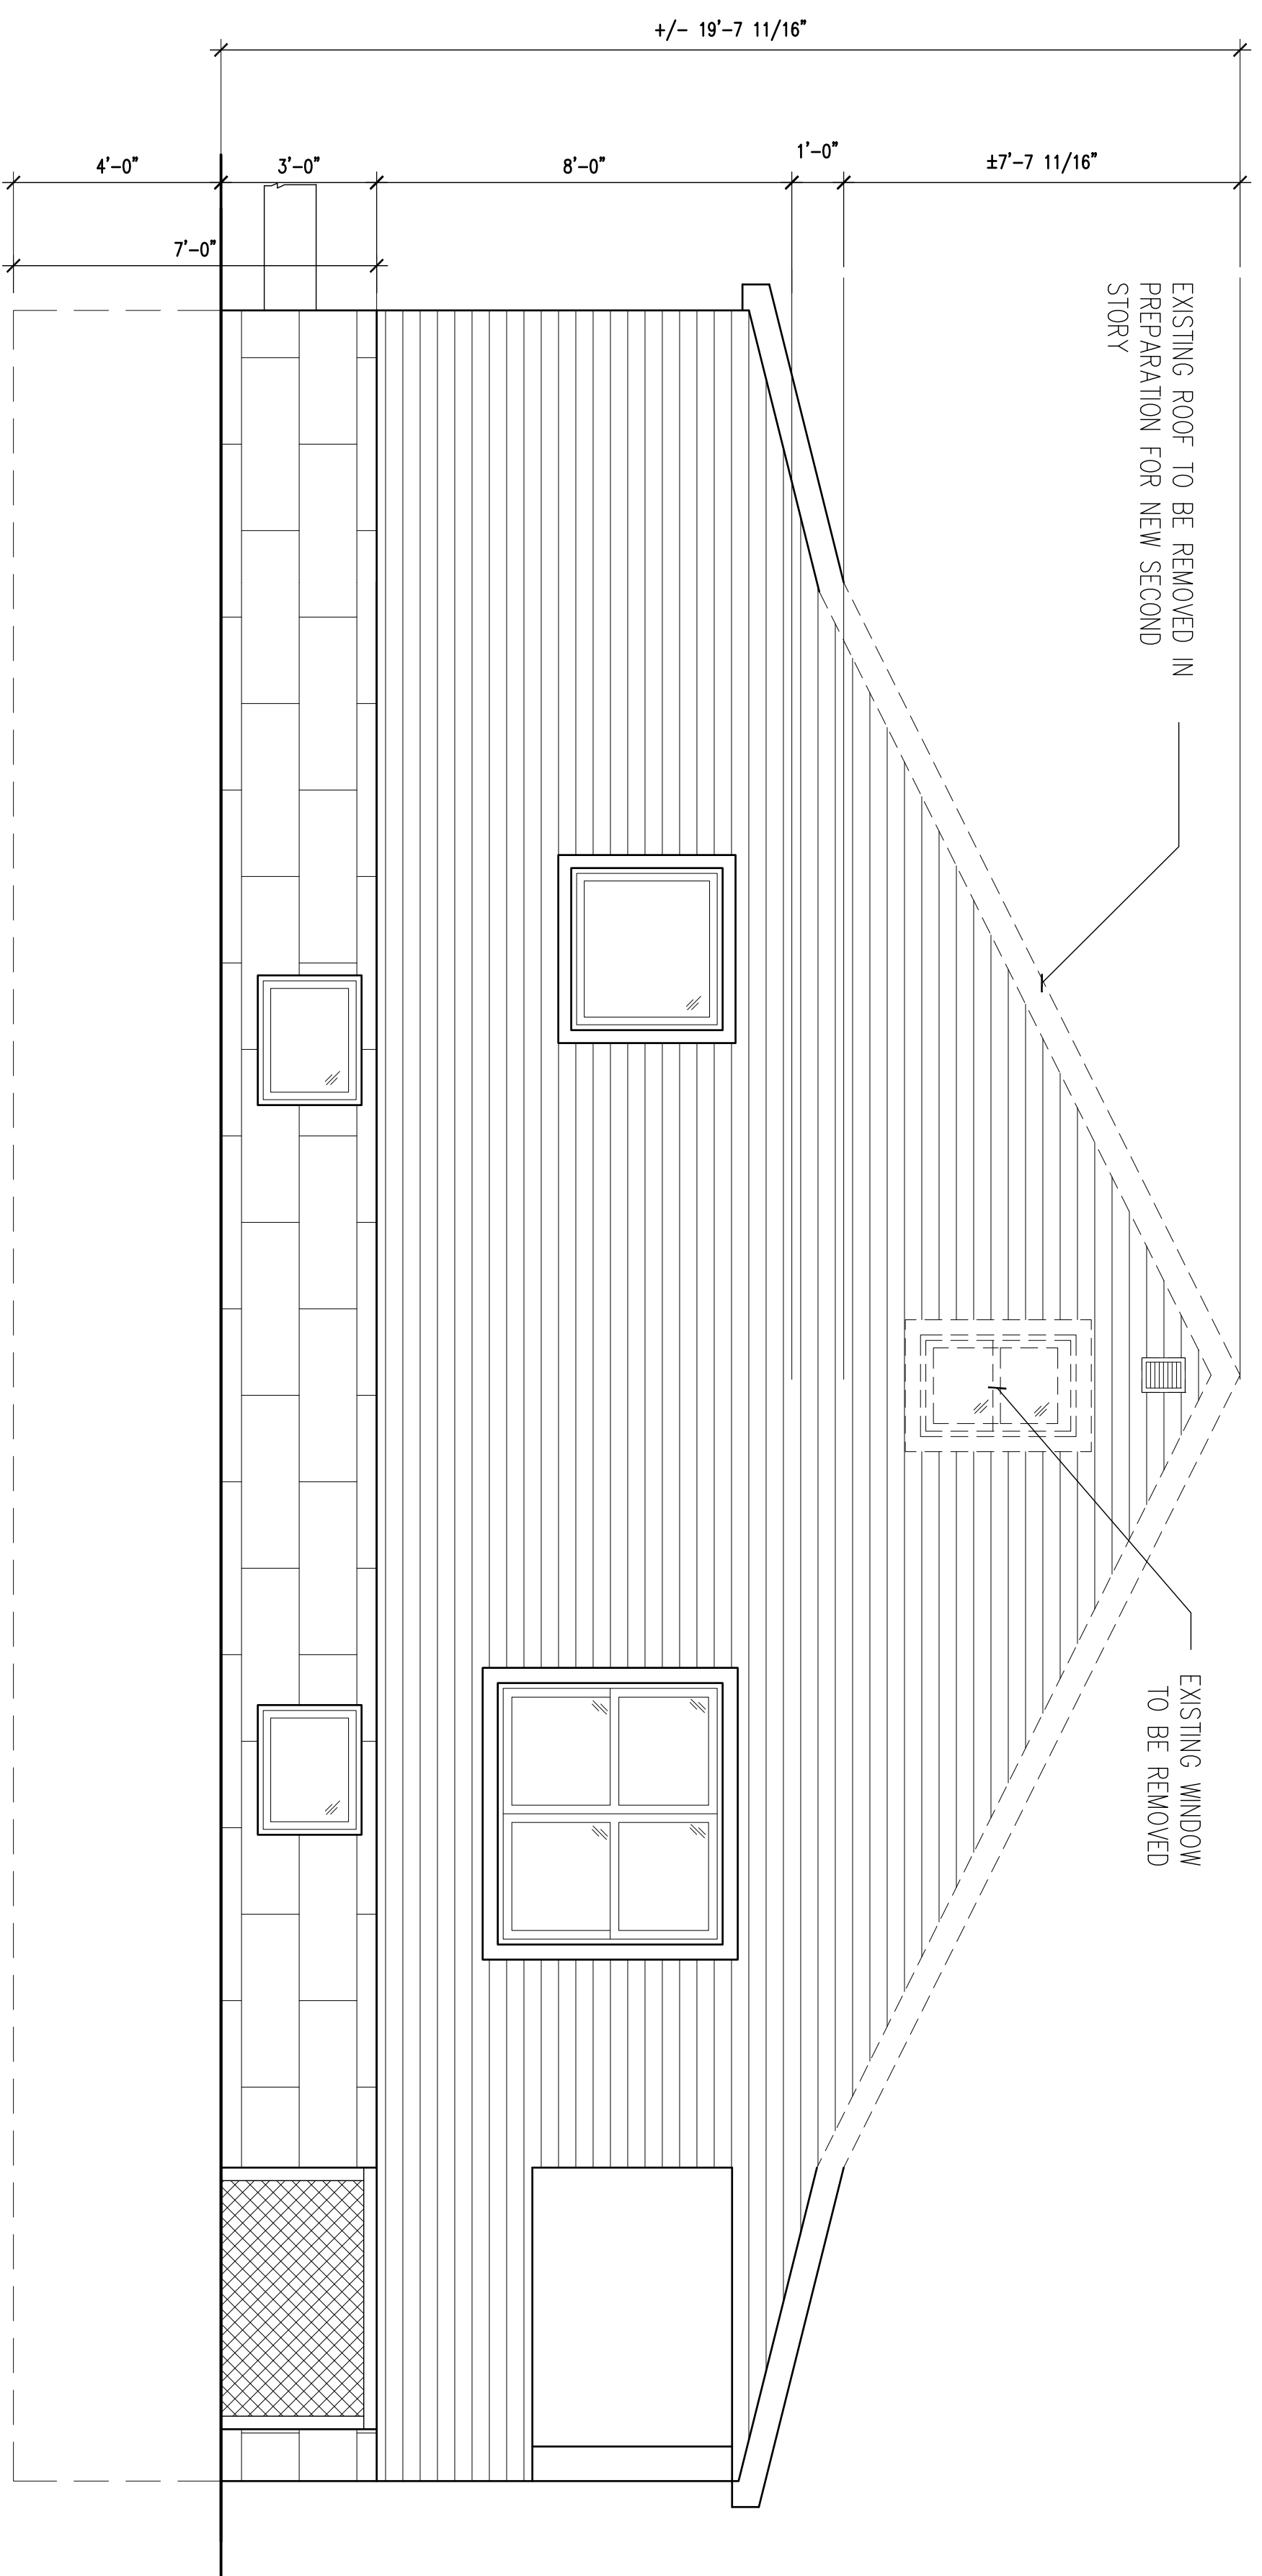 +/- 19'-7 11/16"
4'-0"
3'-0"
8'-0"
1'-0"
±7'-7 11/16"
7'-0"
EXISTING ROOF TO BE REMOVED IN
PREPARATION FOR NEW SECOND
STORY
EXISTING WINDOW
TO BE REMOVED